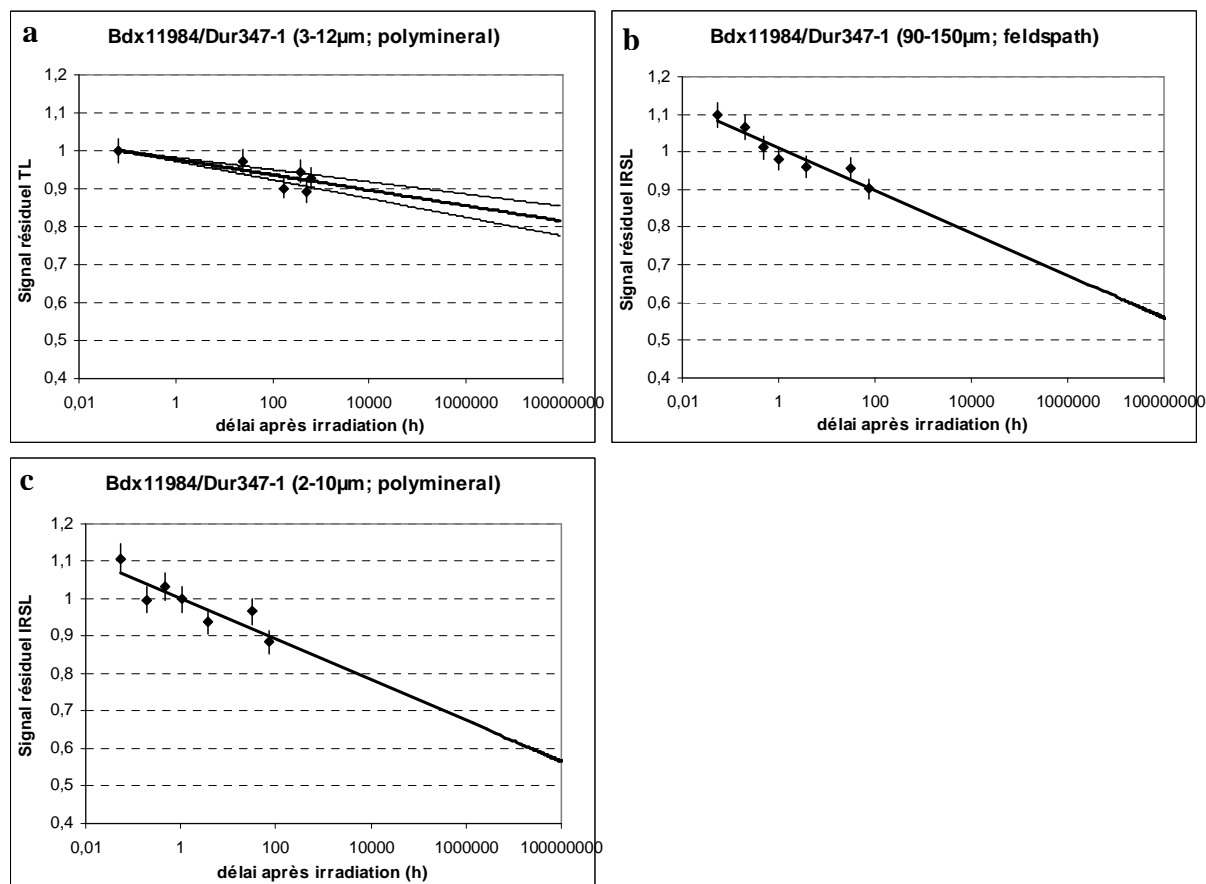 a
Bdx11984/Dur347-1 (3-12µm; polymineral)
Signal résiduel TL
1,2
1,1
1
0,9
0,8
0,7
0,6
0,5
0,4
0,01 1 100 10000 1000000 100000000
délai après irradiation (h)
b
Bdx11984/Dur347-1 (90-150µm; feldspath)
Signal résiduel IRSL
1,2
1,1
1
0,9
0,8
0,7
0,6
0,5
0,4
0,01 1 100 10000 1000000 100000000
délai après irradiation (h)
c
Bdx11984/Dur347-1 (2-10µm; polymineral)
Signal résiduel IRSL
1,2
1,1
1
0,9
0,8
0,7
0,6
0,5
0,4
0,01 1 100 10000 1000000 100000000
délai après irradiation (h)